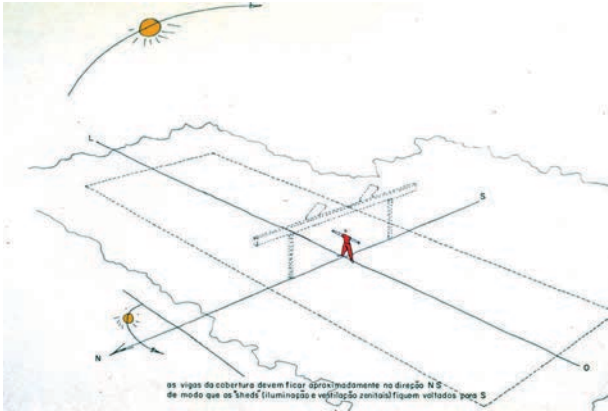 L
S
N
O
as vigas da cobertura devem ficar aproximadamente na direção N S
de modo que os "sheds" (iluminação e ventilação zenitais) fiquem voltados para S